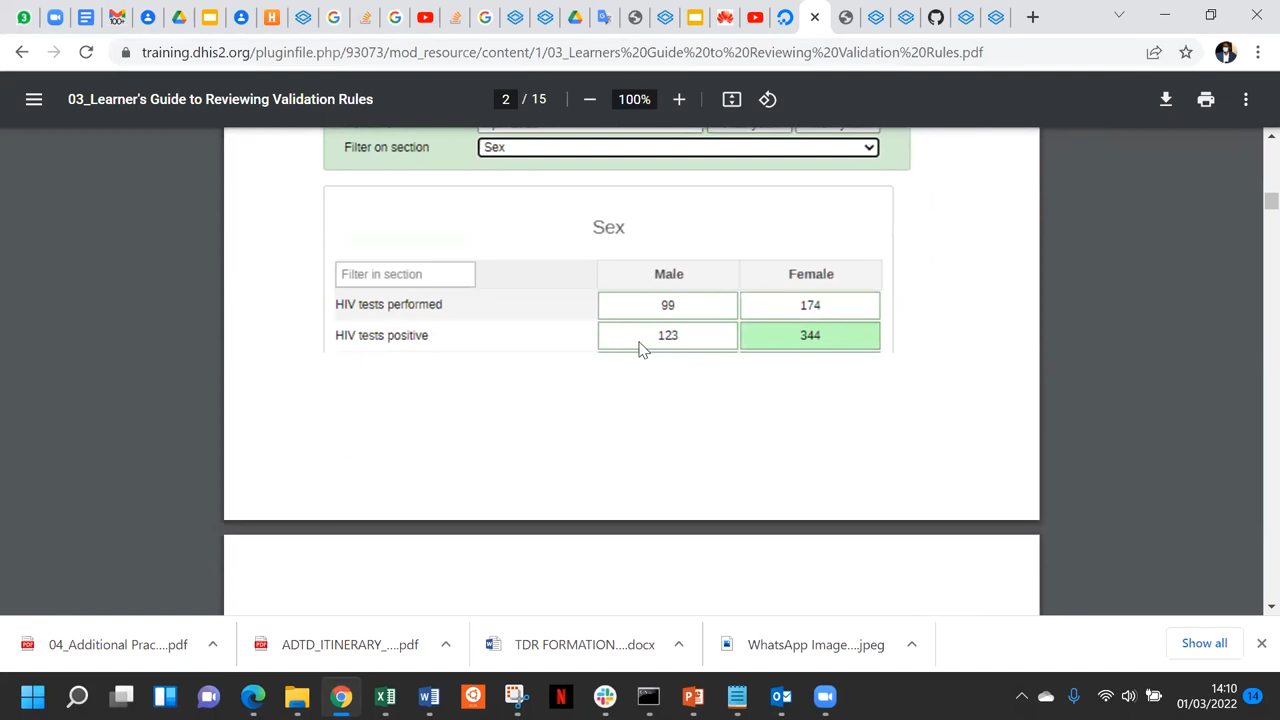 training.dhis2.org/pluginfile.php/93073/mod_resource/content/1/03_Learners%20Guide%20to%20Reviewing%20Validation%20Rules.pdf
03_Learner's Guide to Reviewing Validation Rules
2 / 15
100%
Filter on section
Sex
Sex
Filter in section
Male
Female
HIV tests performed
99
174
HIV tests positive
123
344
04_Additional Prac....pdf
ADTD_ITINERARY_....pdf
TDR FORMATION....docx
WhatsApp Image....jpeg
Show all
14:10
01/03/2022
14